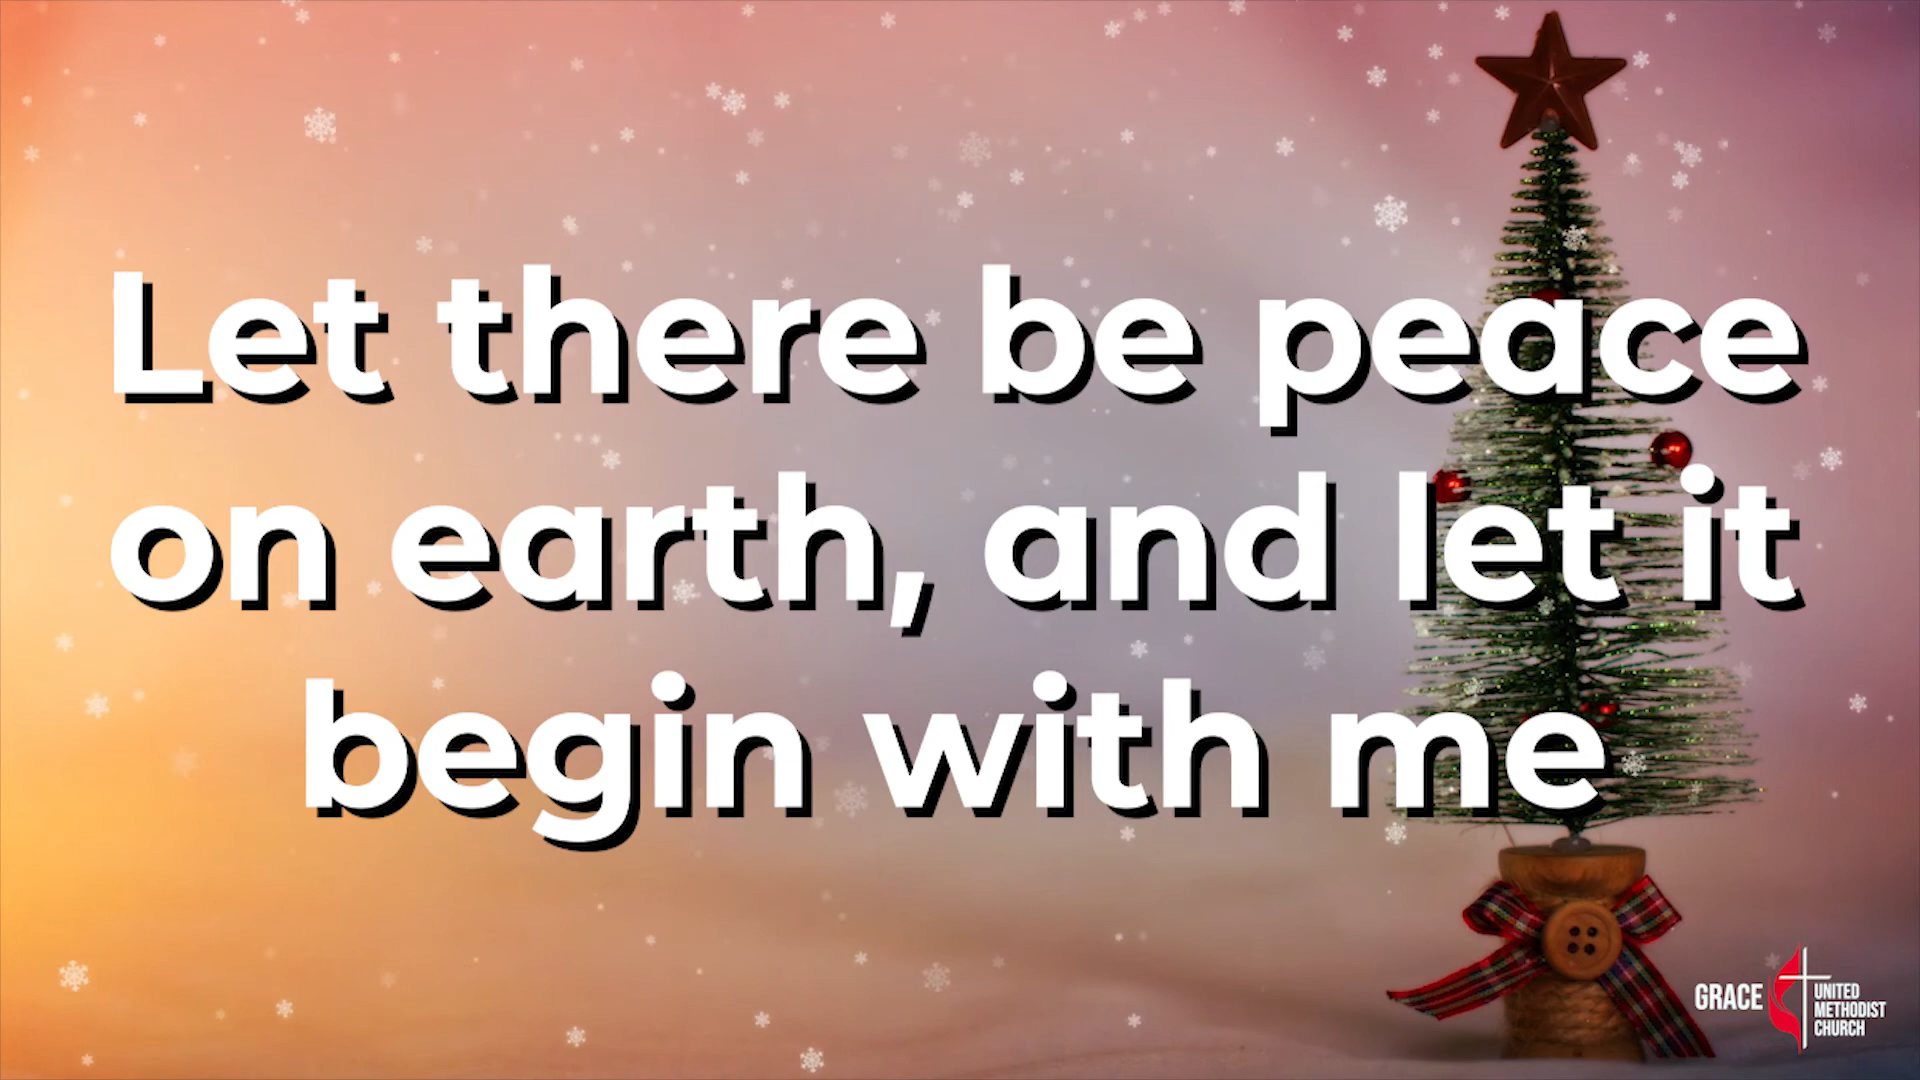 Let there be peace
on earth, and let it
begin with me
GRACE
UNITED
METHODIST
CHURCH